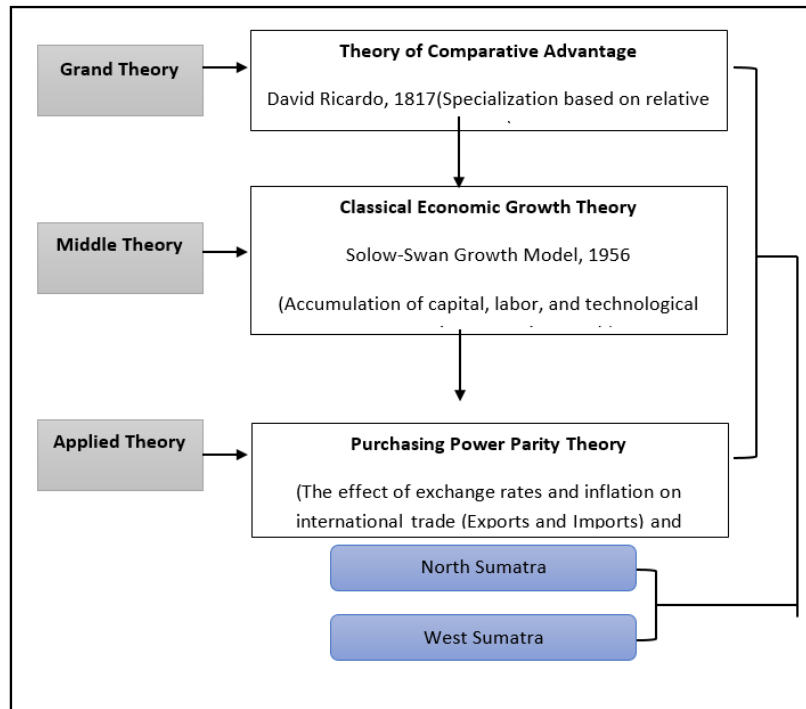 Grand Theory
Theory of Comparative Advantage
David Ricardo, 1817(Specialization based on relative
Middle Theory
Classical Economic Growth Theory
Solow-Swan Growth Model, 1956
(Accumulation of capital, labor, and technological
Applied Theory
Purchasing Power Parity Theory
(The effect of exchange rates and inflation on
international trade (Exports and Imports) and
North Sumatra
West Sumatra